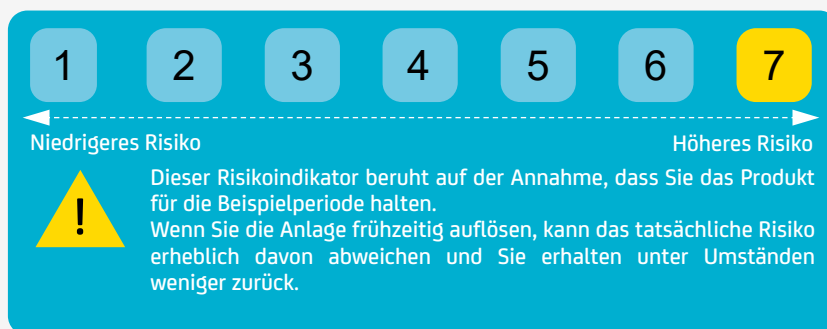 1 2 3 4 5 6 7
Niedrigeres Risiko Höheres Risiko
! Dieser Risikoindikator beruht auf der Annahme, dass Sie das Produkt
für die Beispielperiode halten.
Wenn Sie die Anlage frühzeitig auflösen, kann das tatsächliche Risiko
erheblich davon abweichen und Sie erhalten unter Umständen
weniger zurück.